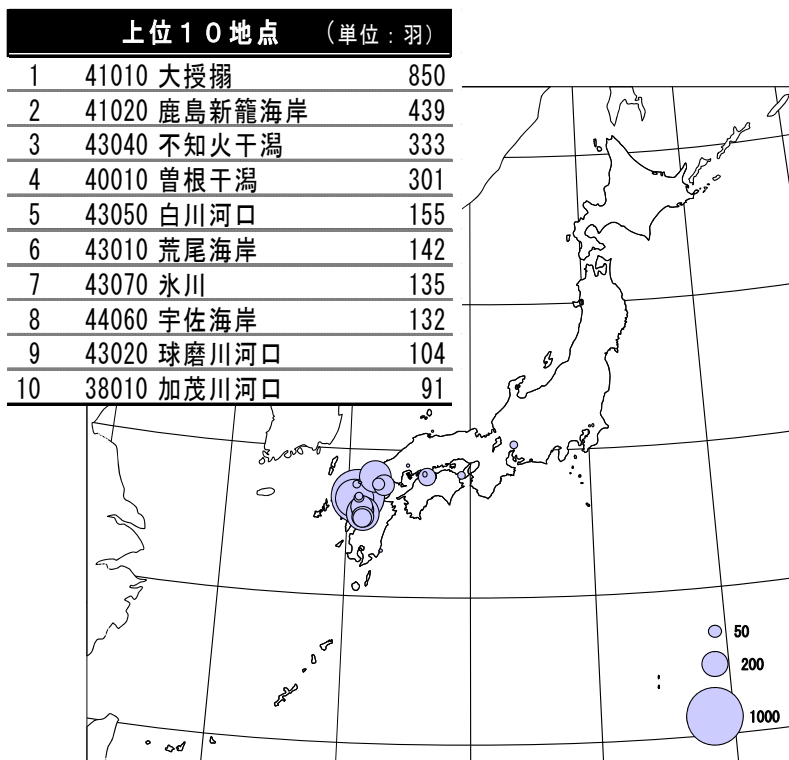 上位１０地点 （単位：羽）
1 41010 大授搦 850
2 41020 鹿島新籠海岸 439
3 43040 不知火干潟 333
4 40010 曽根干潟 301
5 43050 白川河口 155
6 43010 荒尾海岸 142
7 43070 氷川 135
8 44060 宇佐海岸 132
9 43020 球磨川河口 104
10 38010 加茂川河口 91
50
200
1000